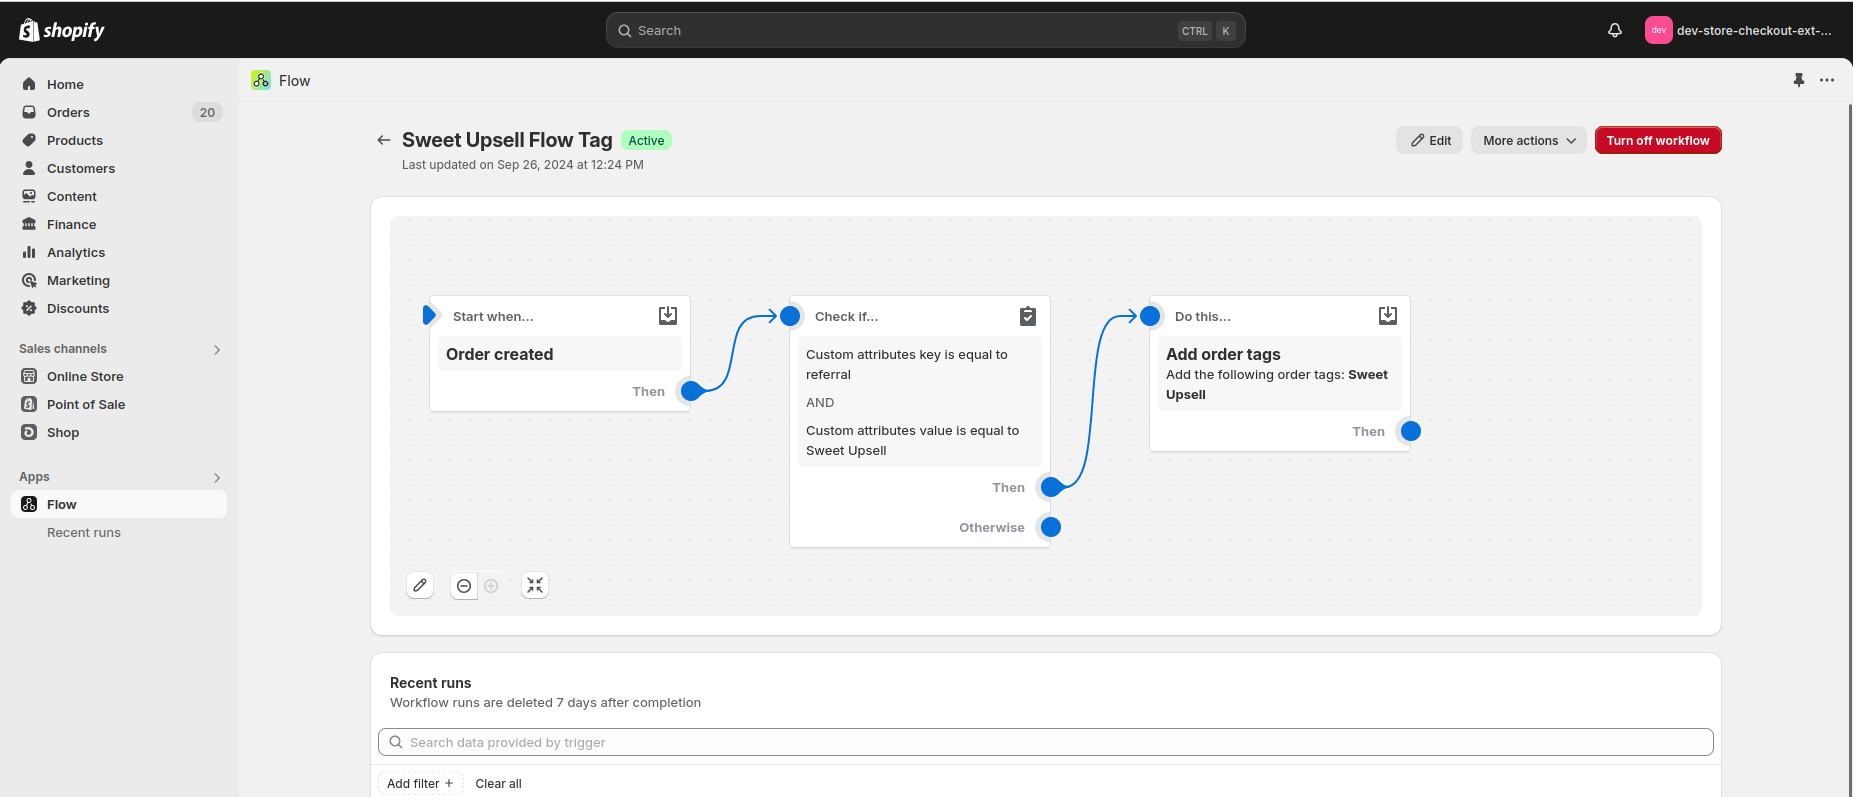 shopify
Search
CTRL K
dev
dev-store-checkout-ext-...
Home
Orders 20
Products
Customers
Content
Finance
Analytics
Marketing
Discounts
Sales channels
Online Store
Point of Sale
Shop
Apps
Flow
Recent runs
Flow
Sweet Upsell Flow Tag Active
Last updated on Sep 26, 2024 at 12:24 PM
Edit
More actions
Turn off workflow
Start when...
Order created
Then
Check if...
Custom attributes key is equal to
referral
AND
Custom attributes value is equal to
Sweet Upsell
Then
Otherwise
Do this...
Add order tags
Add the following order tags: Sweet
Upsell
Then
Recent runs
Workflow runs are deleted 7 days after completion
Search data provided by trigger
Add filter +
Clear all